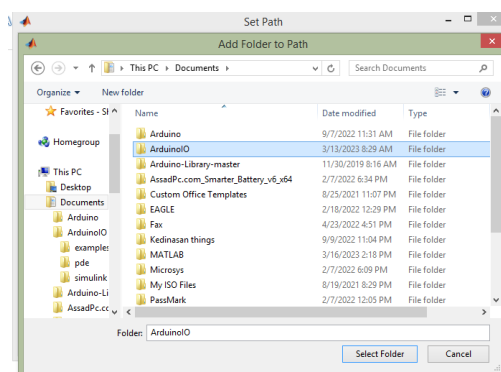 Set Path
Add Folder to Path
This PC
Documents
Search Documents
Organize
New folder
Name
Date modified
Type
Favorites - Sk
Homegroup
This PC
Desktop
Documents
Arduino
ArduinoIO
examples
pde
simulink
Arduino-Li
AssadPc.cc
Arduino 9/7/2022 11:31 AM File folder
ArduinoIO 3/13/2023 8:29 AM File folder
Arduino-Library-master 11/30/2019 8:16 AM File folder
AssadPc.com_Smarter_Battery_v6_x64 2/7/2022 6:34 PM File folder
Custom Office Templates 8/25/2021 11:07 PM File folder
EAGLE 2/18/2022 12:29 PM File folder
Fax 4/23/2022 4:51 PM File folder
Kedinasan things 9/9/2022 11:04 PM File folder
MATLAB 3/16/2023 2:18 PM File folder
Microsys 2/7/2022 6:09 PM File folder
My ISO Files 8/19/2021 8:29 PM File folder
PassMark 2/7/2022 12:05 PM File folder
Folder: ArduinoIO
Select Folder
Cancel